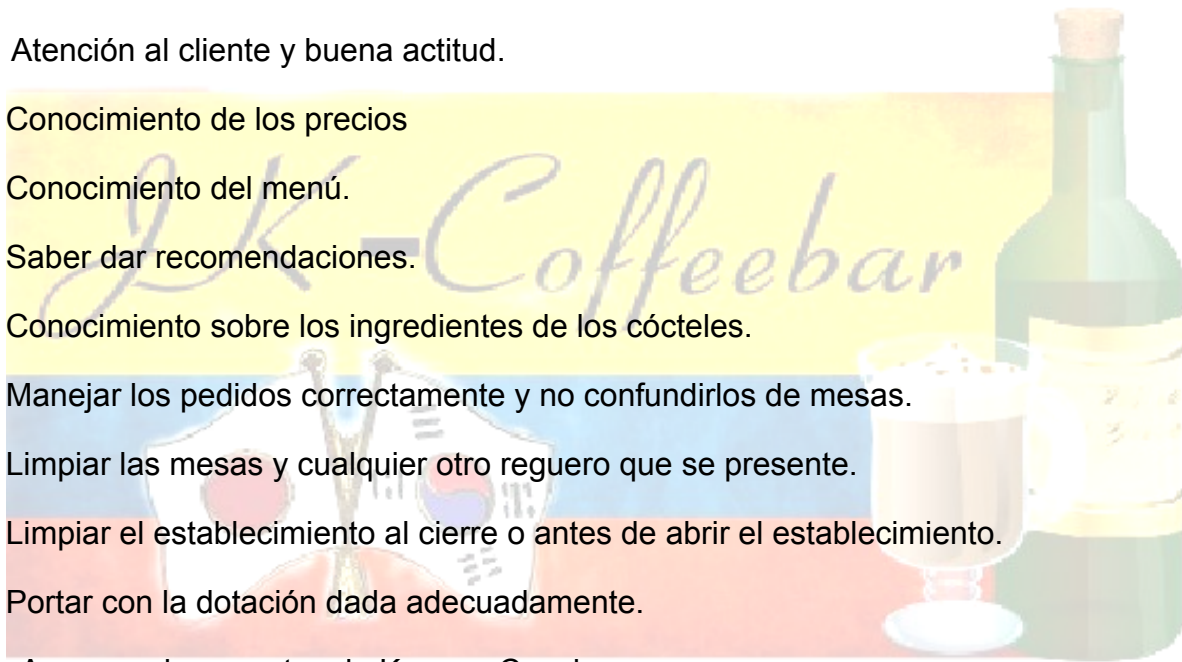 Atención al cliente y buena actitud.
Conocimiento de los precios
Conocimiento del menú.
JK-Coffeebar
Saber dar recomendaciones.
Conocimiento sobre los ingredientes de los cócteles.
Manejar los pedidos correctamente y no confundirlos de mesas.
Limpiar las mesas y cualquier otro reguero que se presente.
Limpiar el establecimiento al cierre o antes de abrir el establecimiento.
Portar con la dotación dada adecuadamente.